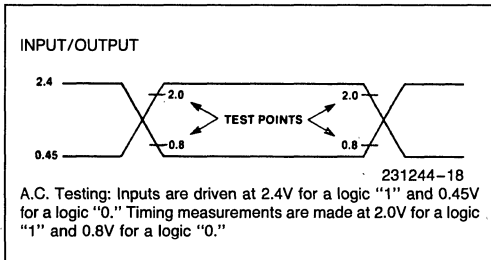 INPUT/OUTPUT
2.4
2.0
2.0
TEST POINTS
0.8
0.8
0.45
231244–18
A.C. Testing: Inputs are driven at 2.4V for a logic "1" and 0.45V
for a logic "0." Timing measurements are made at 2.0V for a logic
"1" and 0.8V for a logic "0."